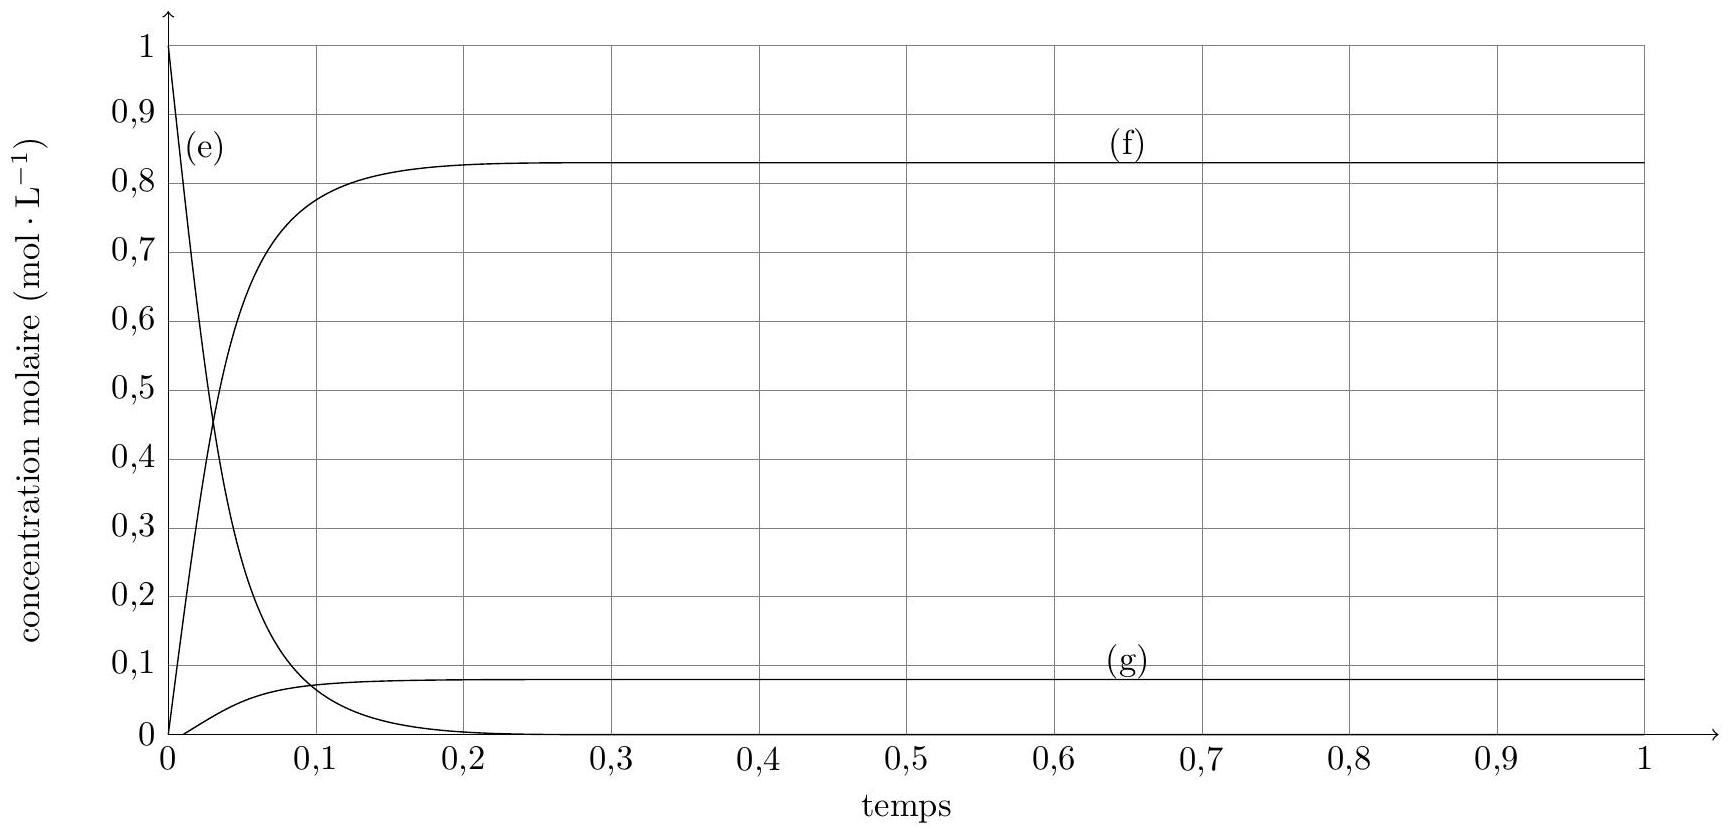 concentration molaire (mol · L⁻¹)
1
0,9
0,8
0,7
0,6
0,5
0,4
0,3
0,2
0,1
0
(e)
(f)
(g)
0 0,1 0,2 0,3 0,4 0,5 0,6 0,7 0,8 0,9 1
temps